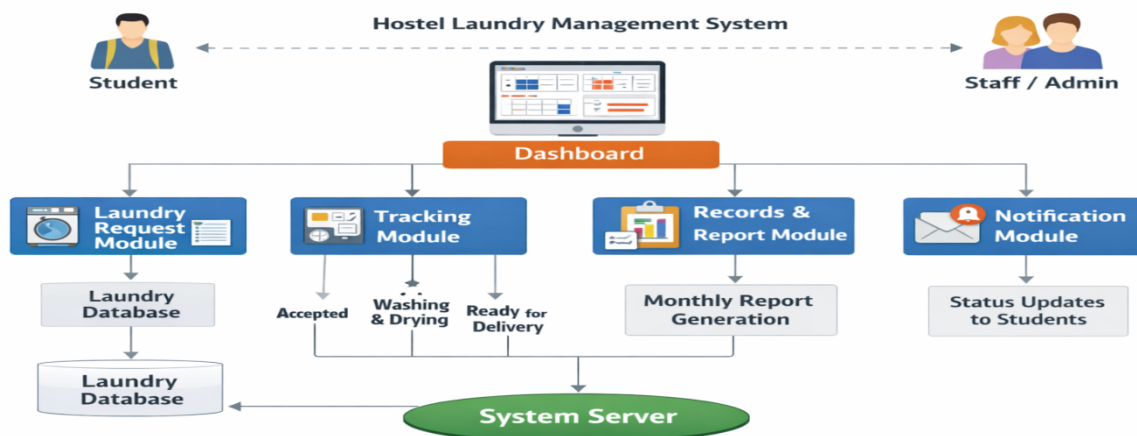 Hostel Laundry Management System
Student
Staff / Admin
Dashboard
Laundry
Request
Module
Tracking
Module
Records &
Report Module
Notification
Module
Laundry
Database
Accepted
Washing
& Drying
Ready for
Delivery
Monthly Report
Generation
Status Updates
to Students
Laundry
Database
System Server